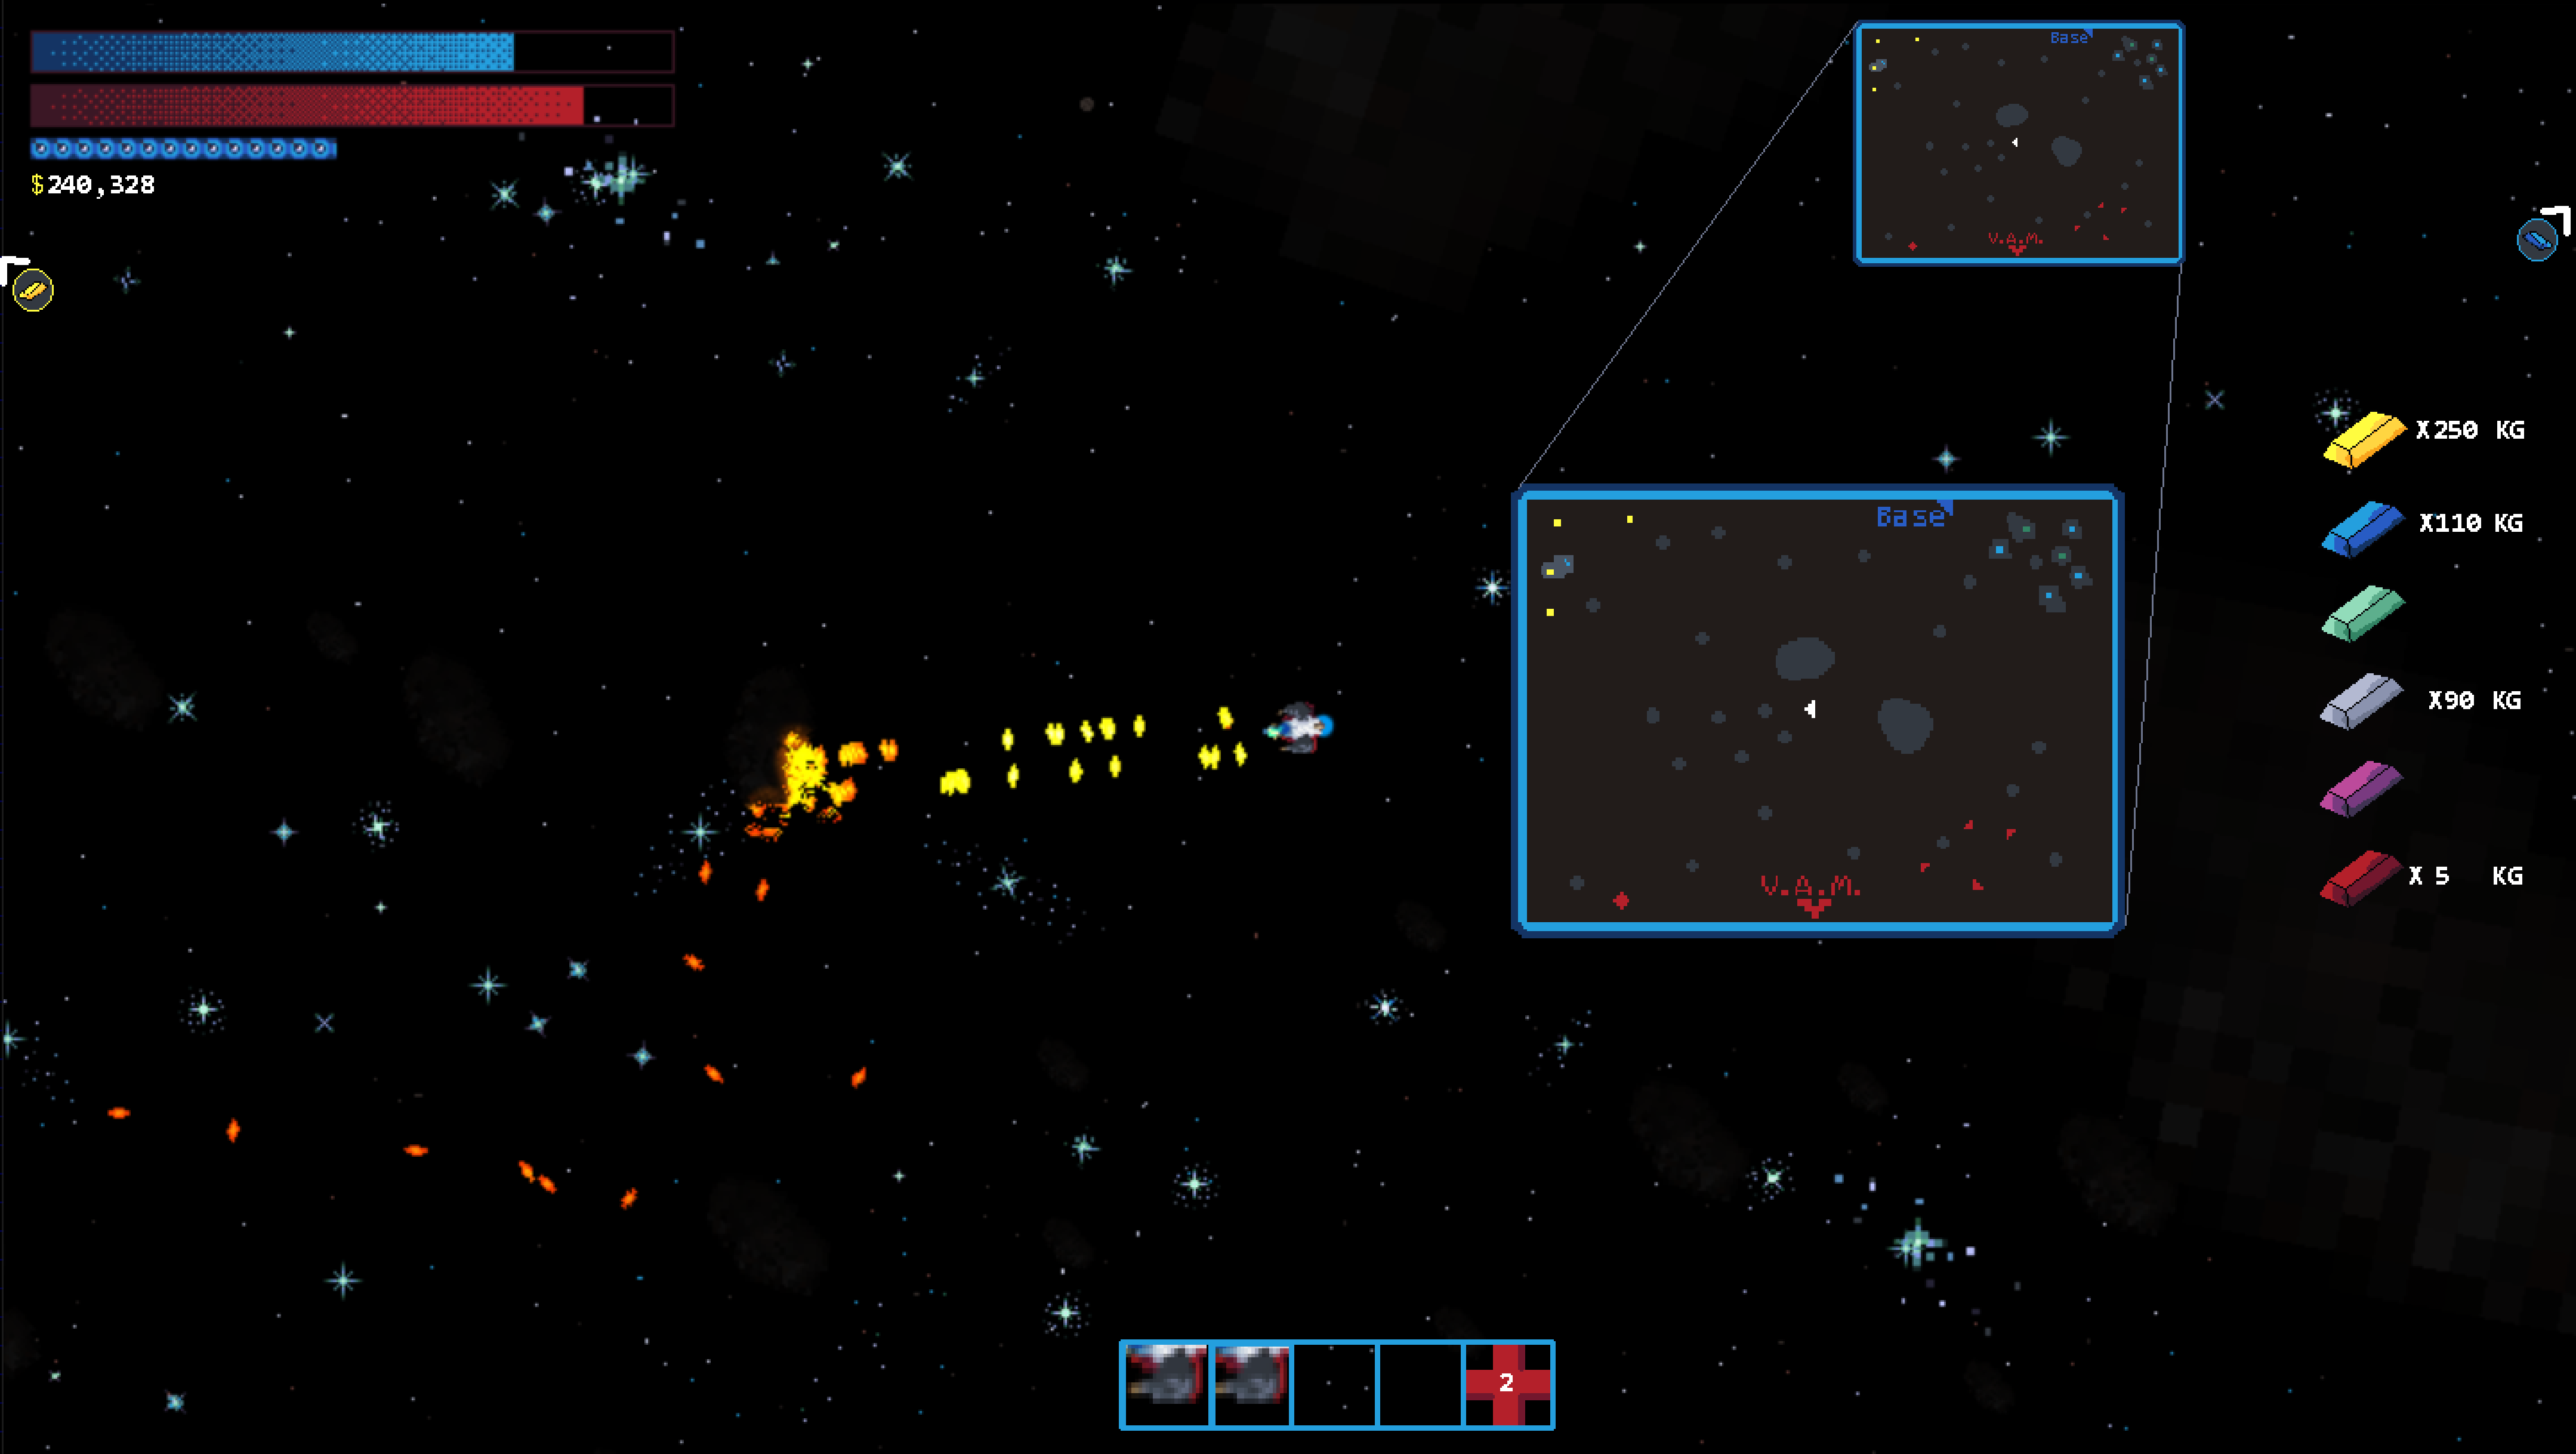 $240,328
Base
V.A.M.
X250 KG
X110 KG
Base
X90 KG
V.A.M.
X 5 KG
2